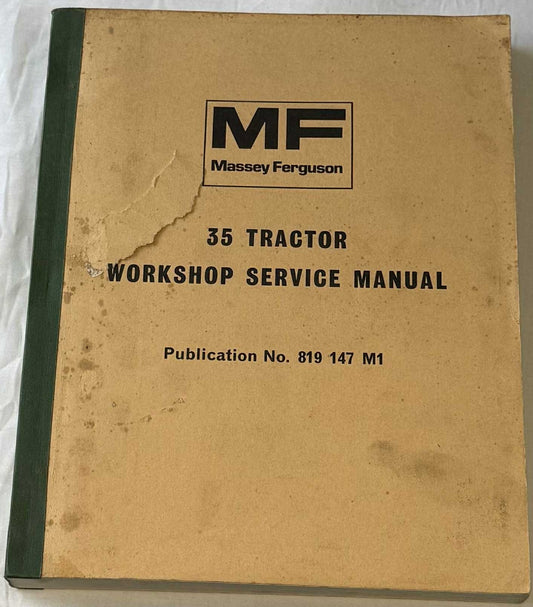 MF
Massey Ferguson
35 TRACTOR
WORKSHOP SERVICE MANUAL
Publication No. 819 147 M1